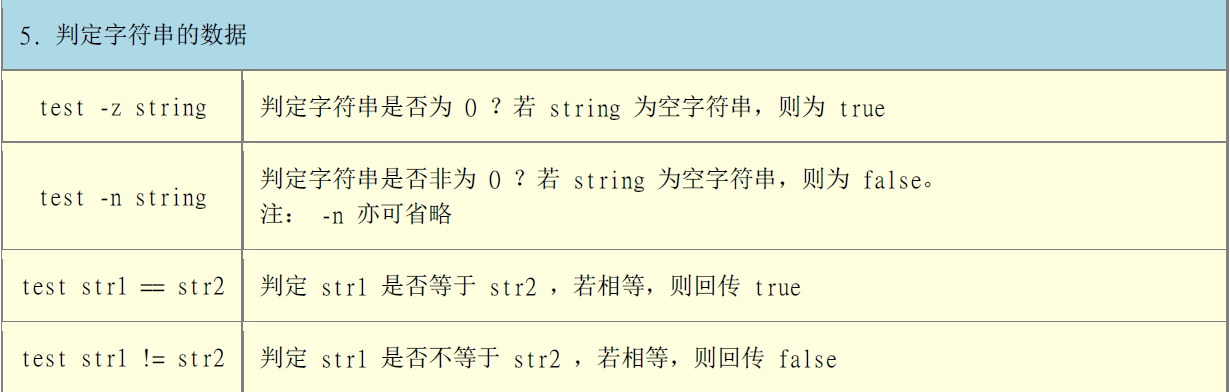 5. 判定字符串的数据
test -z string
判定字符串是否为 0 ？若 string 为空字符串，则为 true
test -n string
判定字符串是否非为 0 ？若 string 为空字符串，则为 false。
注： -n 亦可省略
test str1 == str2
判定 str1 是否等于 str2 ，若相等，则回传 true
test str1 != str2
判定 str1 是否不等于 str2 ，若相等，则回传 false